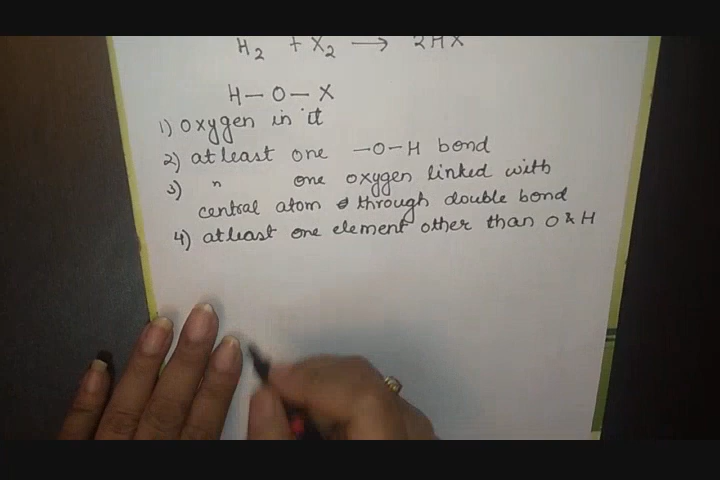 H2 + X2 → 2HX
H - O - X
1) Oxygen in it
2) atleast one -O-H bond
3) " one oxygen linked with
central atom through double bond
4) atleast one element other than O & H